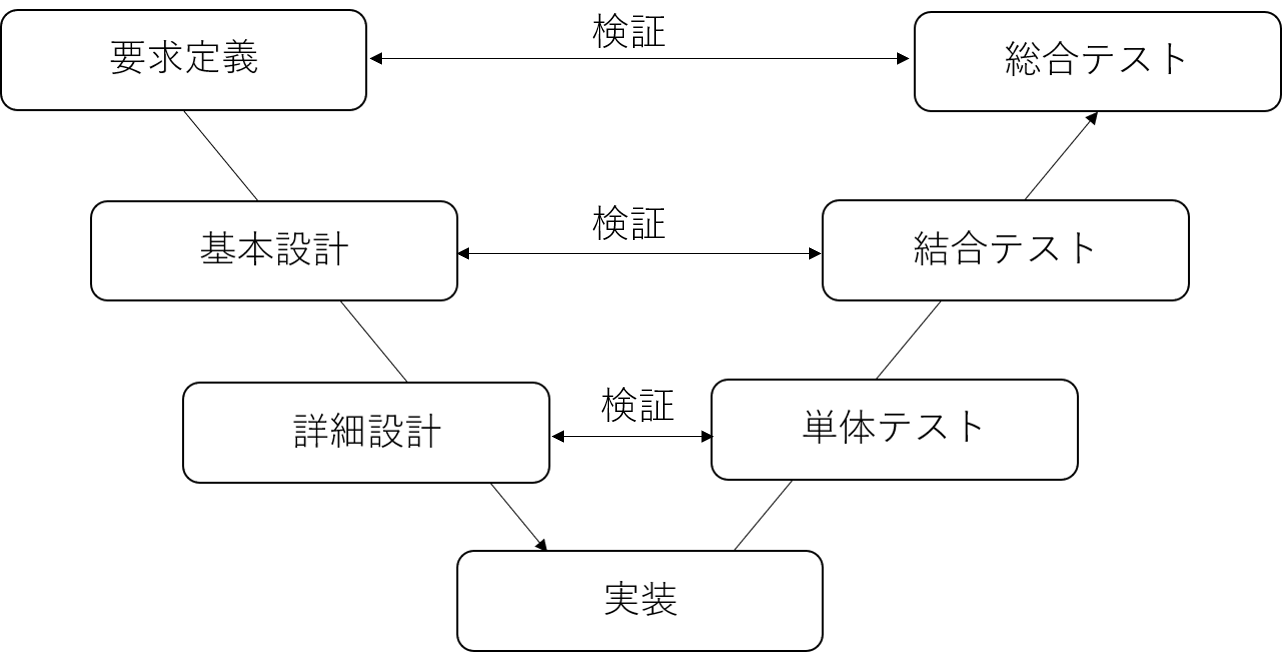 要求定義
検証
総合テスト
基本設計
検証
結合テスト
詳細設計
検証
単体テスト
実装